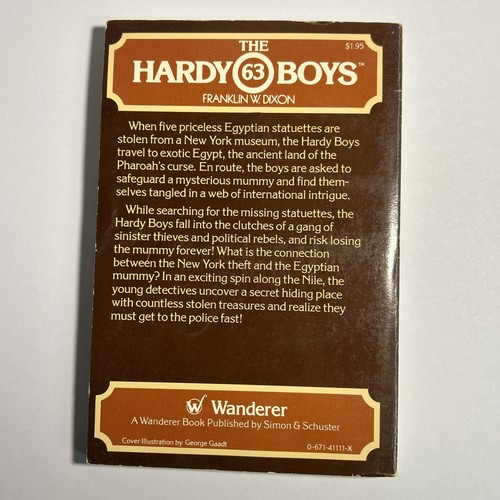 THE
$1.95
HARDY 63 BOYS™
FRANKLIN W. DIXON
When five priceless Egyptian statuettes are
stolen from a New York museum, the Hardy Boys
travel to exotic Egypt, the ancient land of the
Pharoah's curse. En route, the boys are asked to
safeguard a mysterious mummy and find them-
selves tangled in a web of international intrigue.
While searching for the missing statuettes, the
Hardy Boys fall into the clutches of a gang of
sinister thieves and political rebels, and risk losing
the mummy forever! What is the connection
between the New York theft and the Egyptian
mummy? In an exciting spin along the Nile, the
young detectives uncover a secret hiding place
with countless stolen treasures and realize they
must get to the police fast!
W Wanderer
A Wanderer Book Published by Simon & Schuster
Cover Illustration by George Gaadt
0-671-41111-X